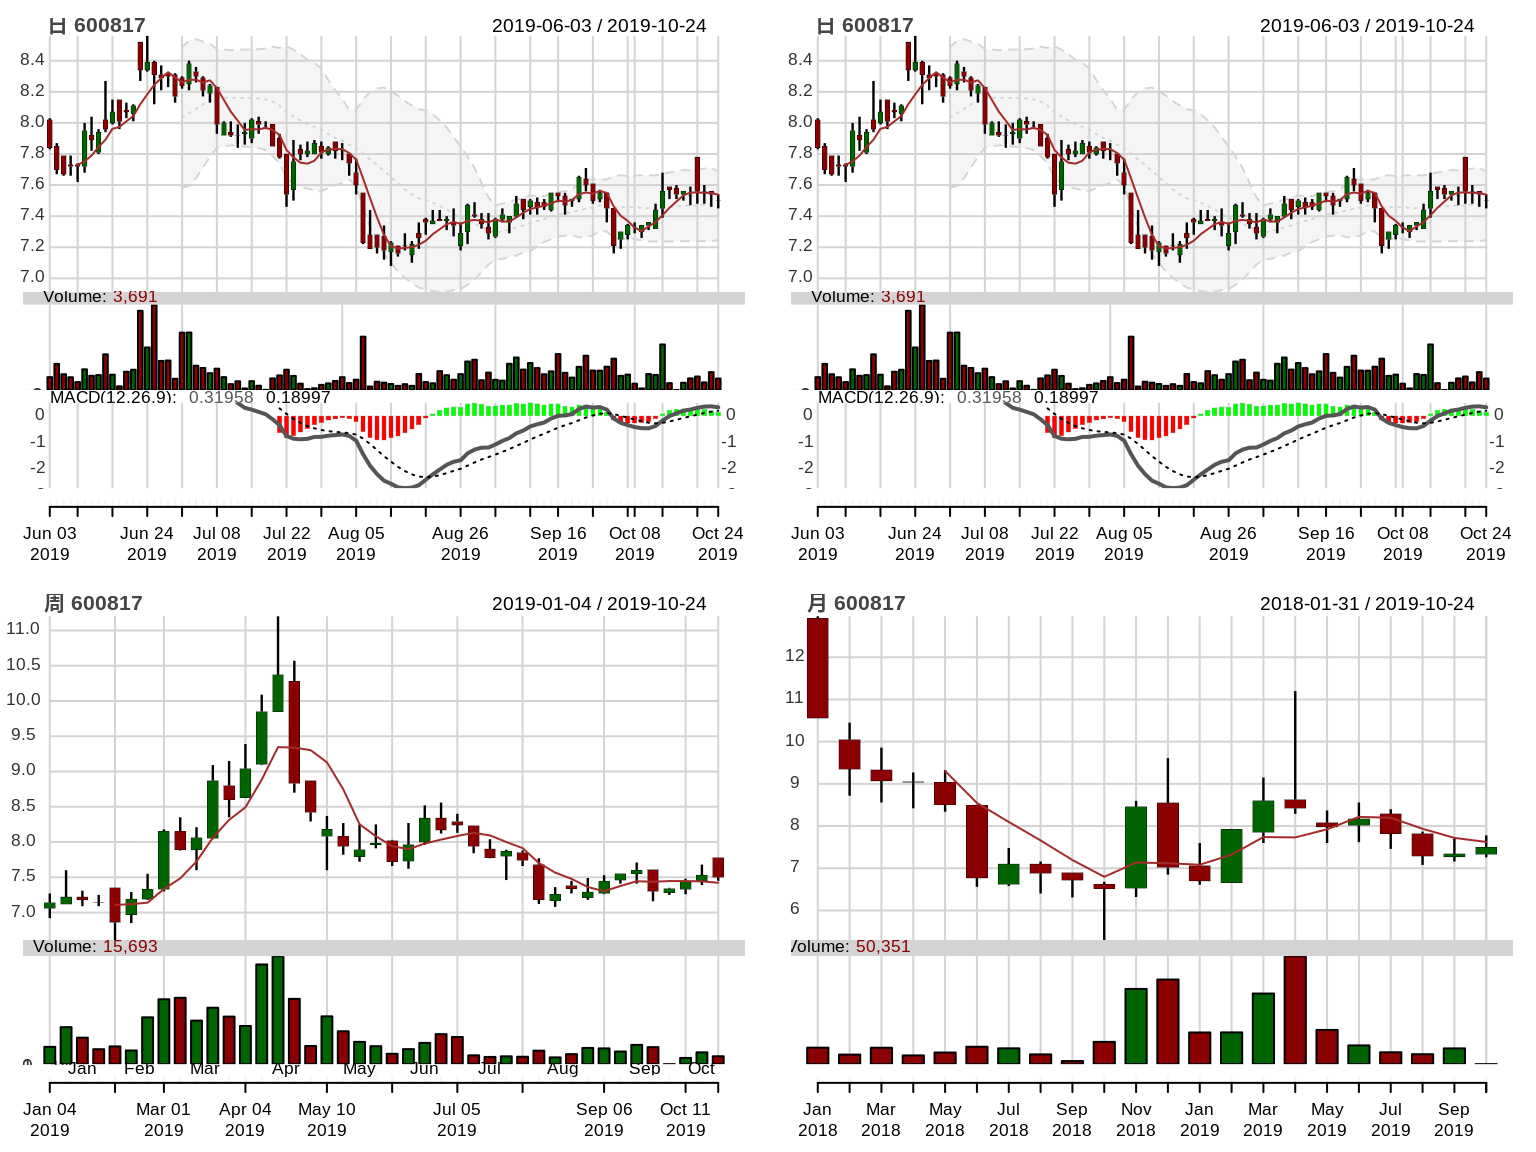 日 600817
2019-06-03 / 2019-10-24
8.4
8.2
8.0
7.8
7.6
7.4
7.2
7.0
Volume: 3,691
MACD(12,26,9): 0.31958 0.18997
0 0
-1 -1
-2 -2
Jun 03 Jun 24 Jul 08 Jul 22 Aug 05 Aug 26 Sep 16 Oct 08 Oct 24
2019 2019 2019 2019 2019 2019 2019 2019 2019
日 600817
2019-06-03 / 2019-10-24
8.4
8.2
8.0
7.8
7.6
7.4
7.2
7.0
Volume: 3,691
MACD(12,26,9): 0.31958 0.18997
0 0
-1 -1
-2 -2
Jun 03 Jun 24 Jul 08 Jul 22 Aug 05 Aug 26 Sep 16 Oct 08 Oct 24
2019 2019 2019 2019 2019 2019 2019 2019 2019
周 600817
2019-01-04 / 2019-10-24
11.0
10.5
10.0
9.5
9.0
8.5
8.0
7.5
7.0
Volume: 15,693
0
Jan Feb Mar Apr May Jun Jul Aug Sep Oct
Jan 04 Mar 01 Apr 04 May 10 Jul 05 Sep 06 Oct 11
2019 2019 2019 2019 2019 2019 2019
月 600817
2018-01-31 / 2019-10-24
12
11
10
9
8
7
6
Volume: 50,351
Jan Mar May Jul Sep Nov Jan Mar May Jul Sep
2018 2018 2018 2018 2018 2018 2019 2019 2019 2019 2019